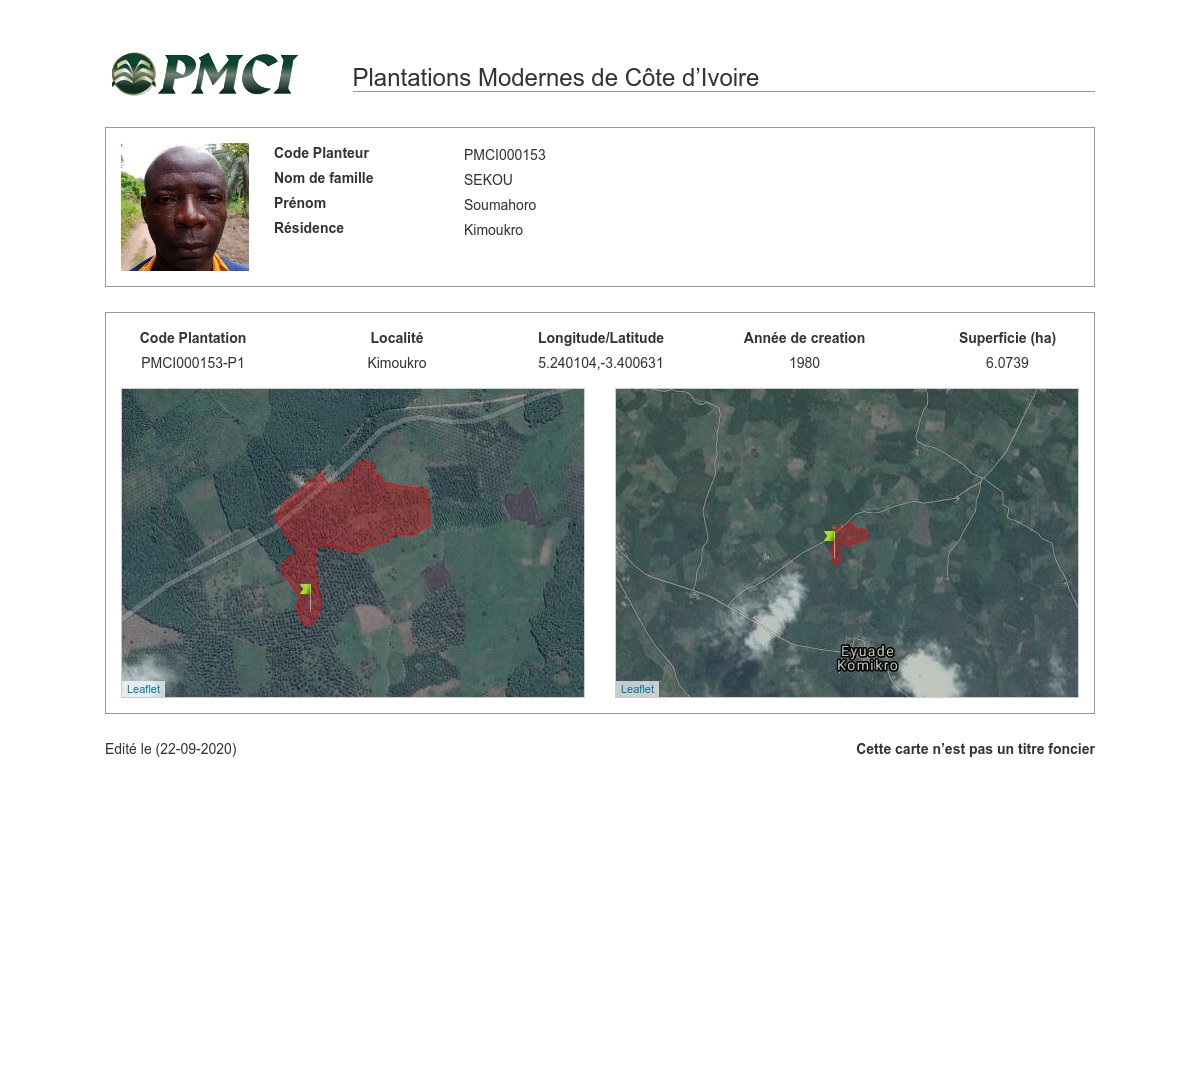 PMCI
Plantations Modernes de Côte d’Ivoire
Code Planteur PMCI000153
Nom de famille SEKOU
Prénom Soumahoro
Résidence Kimoukro
Code Plantation Localité Longitude/Latitude Année de creation Superficie (ha)
PMCI000153-P1 Kimoukro 5.240104,-3.400631 1980 6.0739
Eyuade
Komikro
Leaflet Leaflet
Edité le (22-09-2020) Cette carte n’est pas un titre foncier